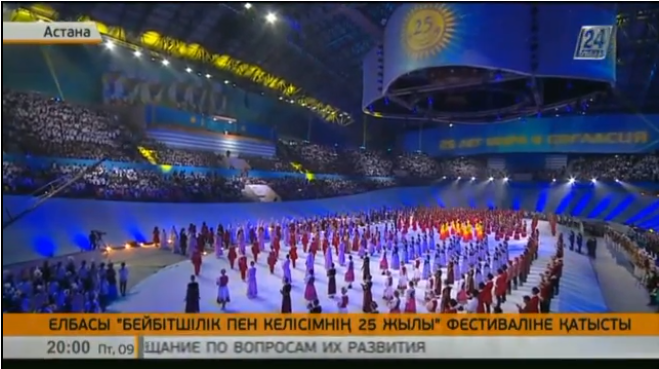 Астана
25
24
25 ЛЕТ МИРА И СОГЛАСИЯ
ЕЛБАСЫ "БЕЙБІТШІЛІК ПЕН КЕЛІСІМНІҢ 25 ЖЫЛЫ" ФЕСТИВАЛІНЕ ҚАТЫСТЫ
20:00 Пт, 09 ЩАНИЕ ПО ВОПРОСАМ ИХ РАЗВИТИЯ